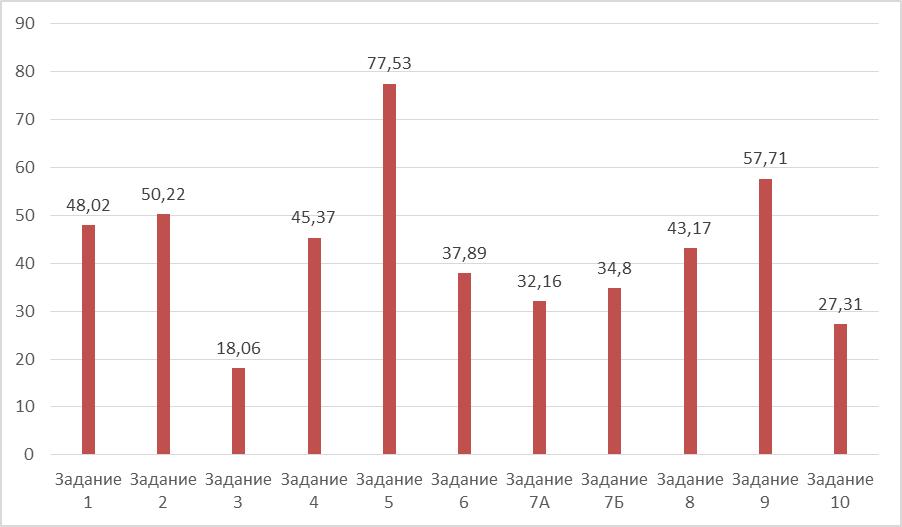 90
80
70
60
50
40
30
20
10
0
48,02
50,22
18,06
45,37
77,53
37,89
32,16
34,8
43,17
57,71
27,31
Задание 1
Задание 2
Задание 3
Задание 4
Задание 5
Задание 6
Задание 7А
Задание 7Б
Задание 8
Задание 9
Задание 10